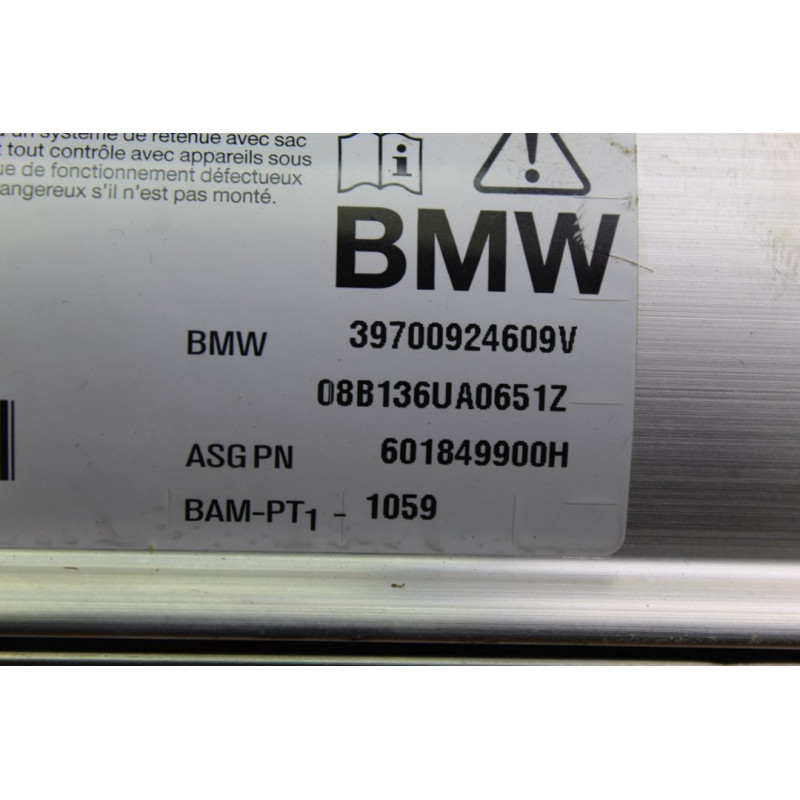 un système de retenue avec sac
t tout contrôle avec appareils sous
ue de fonctionnement défectueux
angereux s'il n'est pas monté.
i
!
BMW
BMW 39700924609V
08B136UA0651Z
ASG PN 601849900H
BAM-PT1 - 1059